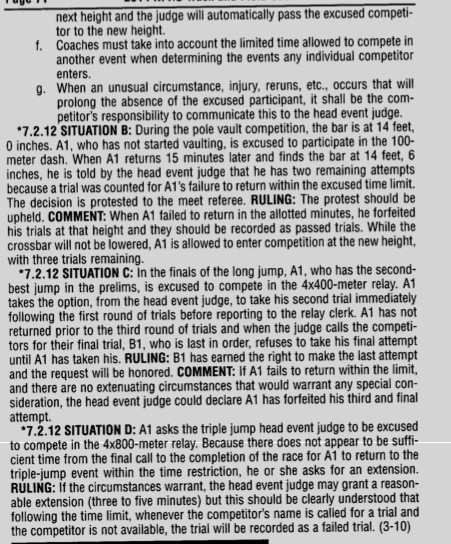 next height and the judge will automatically pass the excused competi-
tor to the new height.
f. Coaches must take into account the limited time allowed to compete in
another event when determining the events any individual competitor
enters.
g. When an unusual circumstance, injury, reruns, etc., occurs that will
prolong the absence of the excused participant, it shall be the com-
petitor's responsibility to communicate this to the head event judge.
*7.2.12 SITUATION B: During the pole vault competition, the bar is at 14 feet,
0 inches. A1, who has not started vaulting, is excused to participate in the 100-
meter dash. When A1 returns 15 minutes later and finds the bar at 14 feet, 6
inches, he is told by the head event judge that he has two remaining attempts
because a trial was counted for A1's failure to return within the excused time limit.
The decision is protested to the meet referee. RULING: The protest should be
upheld. COMMENT: When A1 failed to return in the allotted minutes, he forfeited
his trials at that height and they should be recorded as passed trials. While the
crossbar will not be lowered, A1 is allowed to enter competition at the new height,
with three trials remaining.
*7.2.12 SITUATION C: In the finals of the long jump, A1, who has the second-
best jump in the prelims, is excused to compete in the 4x400-meter relay. A1
takes the option, from the head event judge, to take his second trial immediately
following the first round of trials before reporting to the relay clerk. A1 has not
returned prior to the third round of trials and when the judge calls the competi-
tors for their final trial, B1, who is last in order, refuses to take his final attempt
until A1 has taken his. RULING: B1 has earned the right to make the last attempt
and the request will be honored. COMMENT: If A1 fails to return within the limit,
and there are no extenuating circumstances that would warrant any special con-
sideration, the head event judge could declare A1 has forfeited his third and final
attempt.
*7.2.12 SITUATION D: A1 asks the triple jump head event judge to be excused
to compete in the 4x800-meter relay. Because there does not appear to be suffi-
cient time from the final call to the completion of the race for A1 to return to the
triple-jump event within the time restriction, he or she asks for an extension.
RULING: If the circumstances warrant, the head event judge may grant a reason-
able extension (three to five minutes) but this should be clearly understood that
following the time limit, whenever the competitor's name is called for a trial and
the competitor is not available, the trial will be recorded as a failed trial. (3-10)